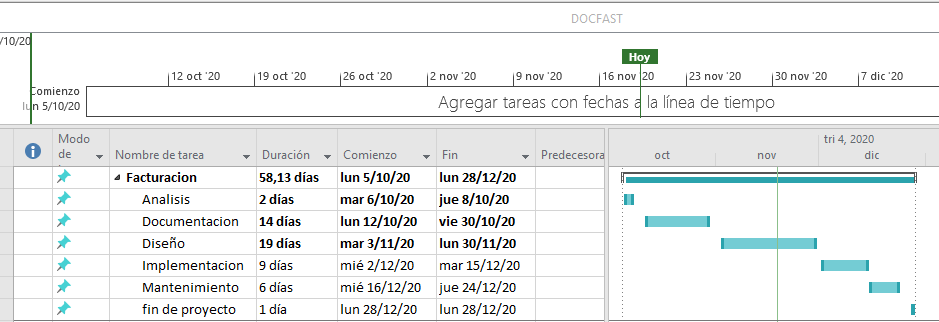 DOCFAST
5/10/20
Hoy
12 oct '20 19 oct '20 26 oct '20 2 nov '20 9 nov '20 16 nov '20 23 nov '20 30 nov '20 7 dic '20
Comienzo
lun 5/10/20
Agregar tareas con fechas a la línea de tiempo
Modo de
Nombre de tarea Duración Comienzo Fin Predecesora
tri 4, 2020
oct nov dic
Facturacion 58,13 días lun 5/10/20 lun 28/12/20
Analisis 2 días mar 6/10/20 jue 8/10/20
Documentacion 14 días lun 12/10/20 vie 30/10/20
Diseño 19 días mar 3/11/20 lun 30/11/20
Implementacion 9 días mié 2/12/20 mar 15/12/20
Mantenimiento 6 días mié 16/12/20 jue 24/12/20
fin de proyecto 1 día lun 28/12/20 lun 28/12/20